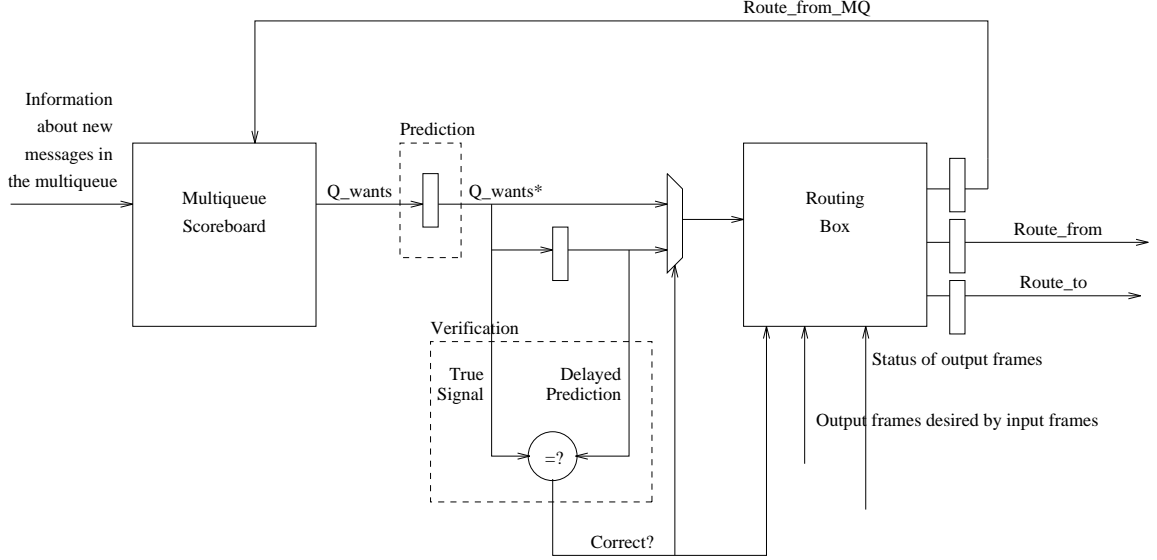 Route_from_MQ
Information
about new
messages in
the multiqueue
Prediction
Multiqueue
Scoreboard
Q_wants
Q_wants*
Routing
Box
Route_from
Route_to
Verification
True
Signal
Delayed
Prediction
Status of output frames
Output frames desired by input frames
=?
Correct?